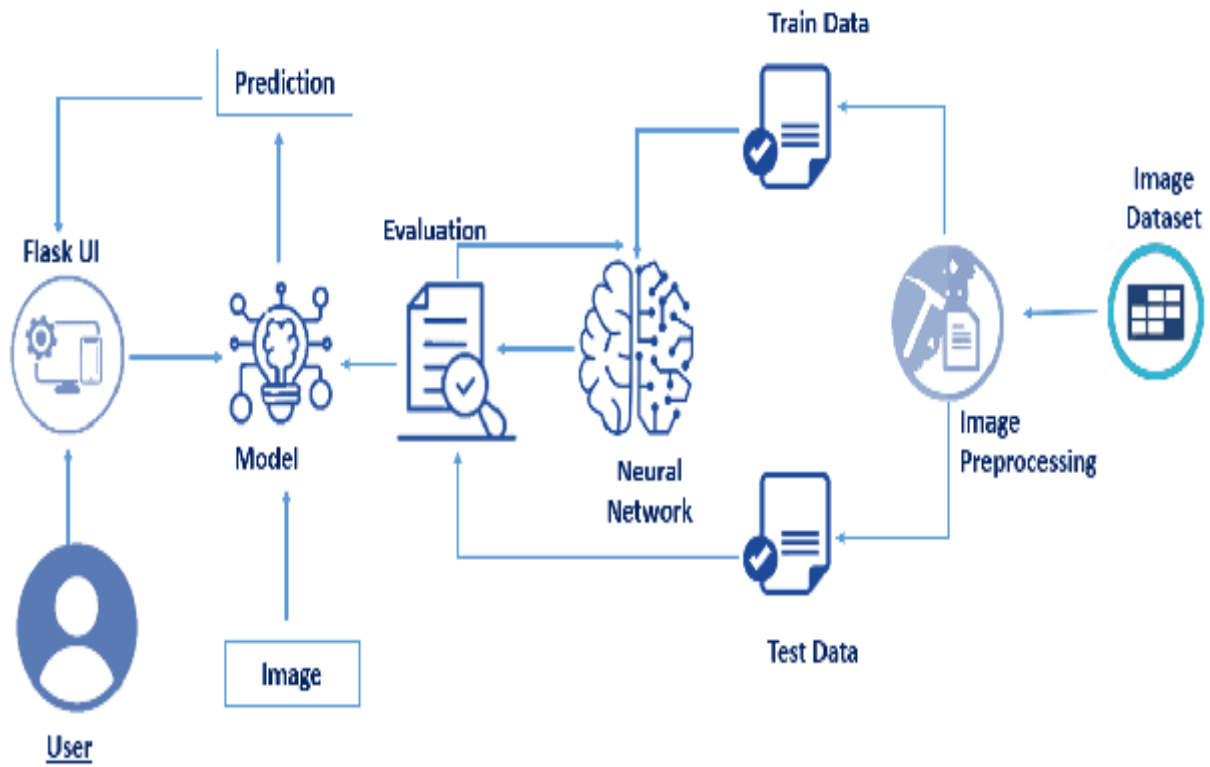 Train Data
Prediction
Image
Dataset
Evaluation
Flask UI
Image
Preprocessing
Model
Neural
Network
Test Data
Image
User